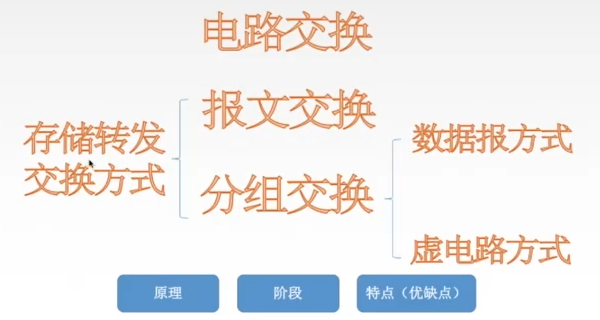 电路交换
报文交换
存储转发
交换方式
数据报方式
分组交换
虚电路方式
原理
阶段
特点（优缺点）